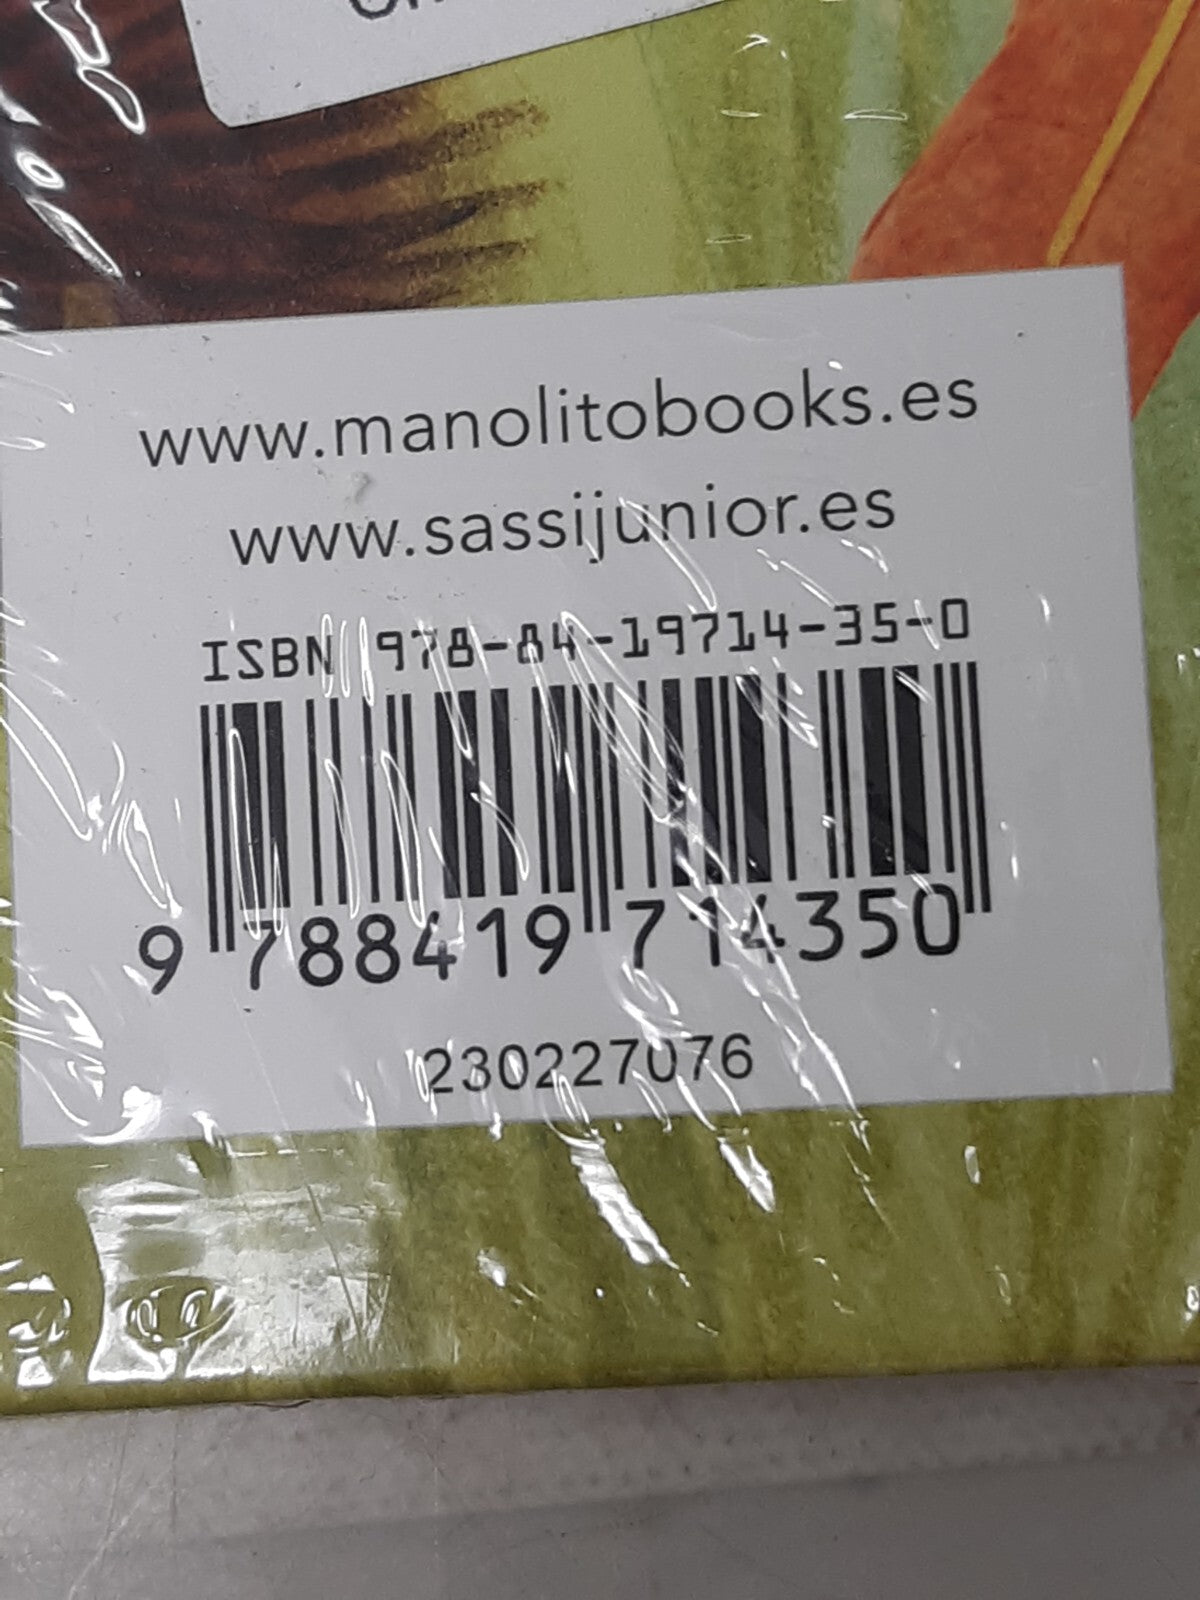 www.manolitobooks.es
www.sassijunior.es
ISBN 978-84-19714-35-0
9 788419 714350
230227076